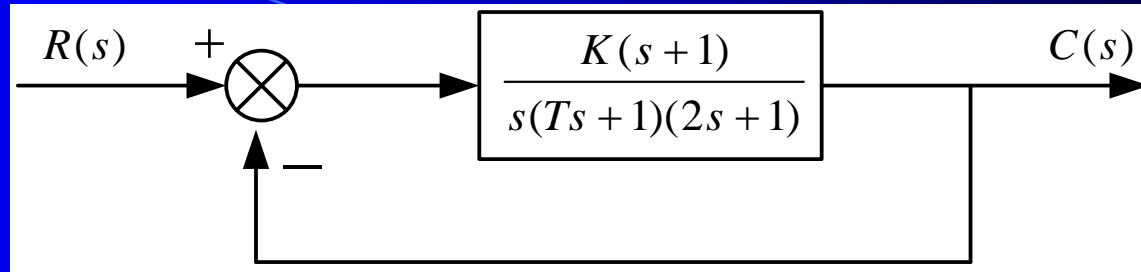 R(s) + K(s+1) C(s)
s(Ts+1)(2s+1)
—